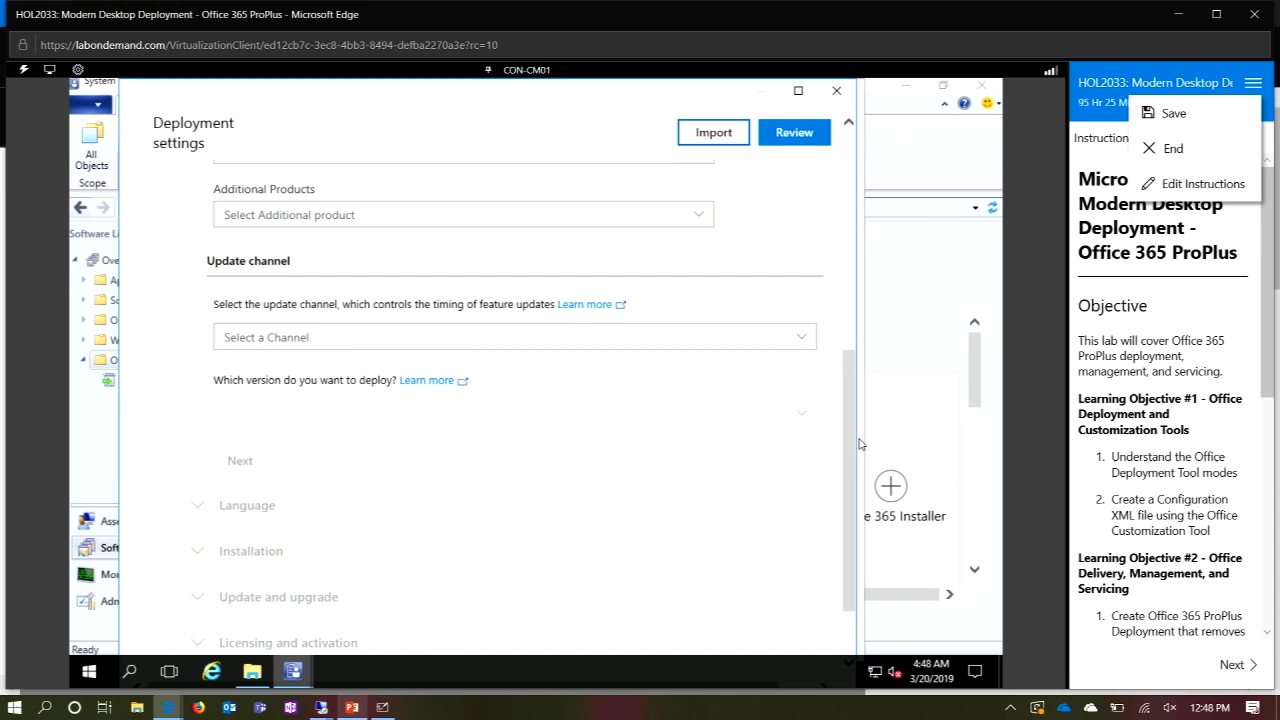 HOL2033: Modern Desktop Deployment - Office 365 ProPlus - Microsoft Edge
https://labondemand.com/VirtualizationClient/ed12cb7c-3ec8-4bb3-8494-defba2270a3e?rc=10
CON-CM01
System
All
Objects
Scope
Software Li
Ove
Ap
So
O
W
O
Asse
Soft
Mon
Adm
Ready
Deployment
settings
Import
Review
Additional Products
Select Additional product
Update channel
Select the update channel, which controls the timing of feature updates Learn more
Select a Channel
Which version do you want to deploy? Learn more
Next
Language
Installation
Update and upgrade
Licensing and activation
e 365 Installer
4:48 AM
3/20/2019
HOL2033: Modern Desktop De
95 Hr 25 M
Save
Instruction
End
Edit Instructions
Micro
Modern Desktop
Deployment -
Office 365 ProPlus
Objective
This lab will cover Office 365
ProPlus deployment,
management, and servicing.
Learning Objective #1 - Office
Deployment and
Customization Tools
1. Understand the Office
Deployment Tool modes
2. Create a Configuration
XML file using the Office
Customization Tool
Learning Objective #2 - Office
Delivery, Management, and
Servicing
1. Create Office 365 ProPlus
Deployment that removes
Next
12:48 PM